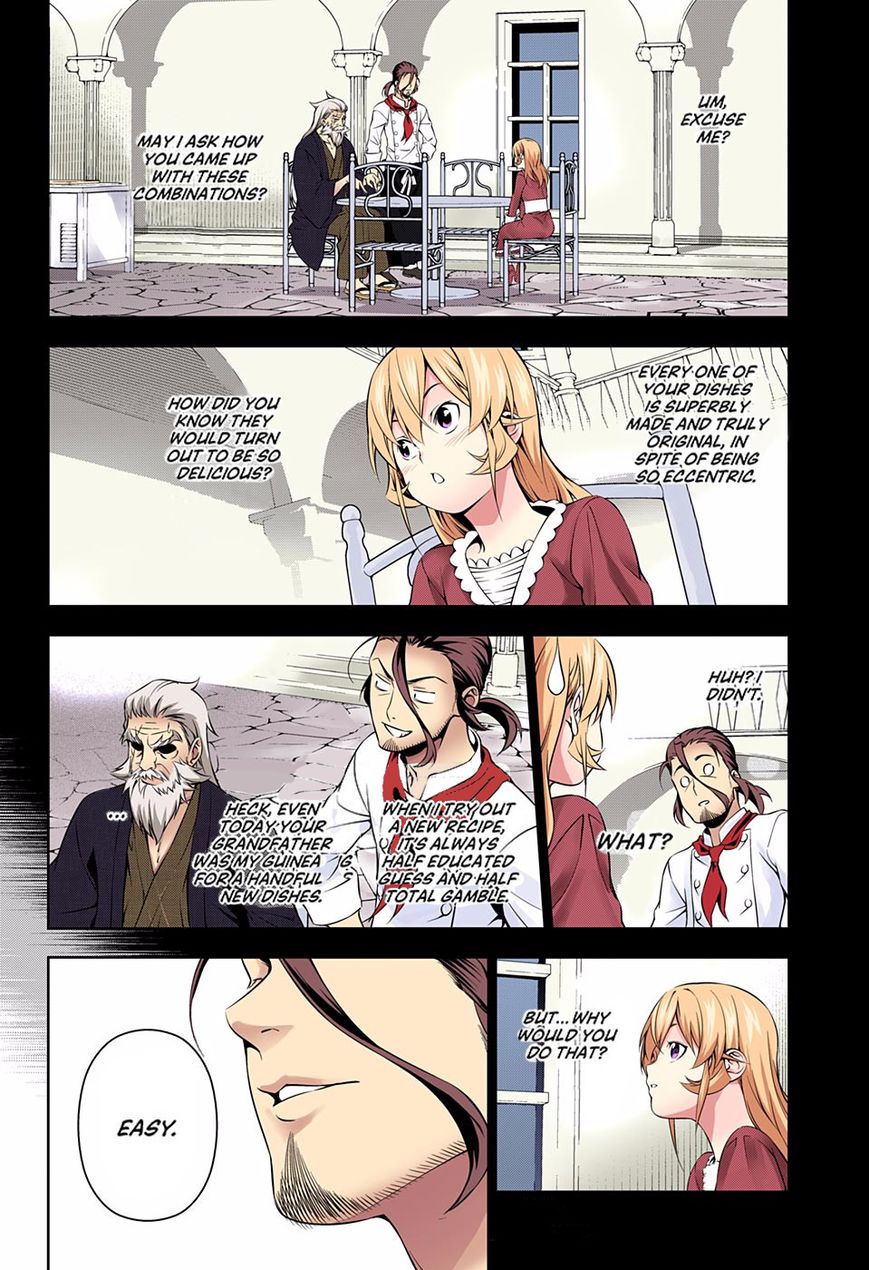 UM,
EXCUSE
ME?
MAY I ASK HOW
YOU CAME UP
WITH THESE
COMBINATIONS?
EVERY ONE OF
YOUR DISHES
IS SUPERBLY
MADE AND TRULY
ORIGINAL, IN
SPITE OF BEING
SO ECCENTRIC.
HOW DID YOU
KNOW THEY
WOULD TURN
OUT TO BE SO
DELICIOUS?
HUH? I
DIDN'T.
WHAT?
WHEN I TRY OUT
A NEW RECIPE,
IT'S ALWAYS
HALF EDUCATED
GUESS AND HALF
TOTAL GAMBLE.
HECK, EVEN
TODAY YOUR
GRANDFATHER
WAS MY GUINEA
FOR A HANDFUL
NEW DISHES.
...
BUT...WHY
WOULD YOU
DO THAT?
EASY.